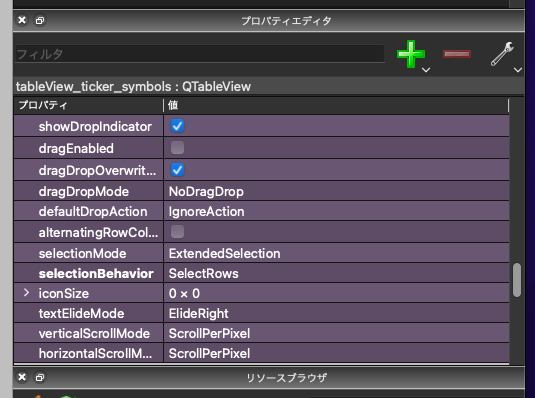 プロパティエディタ
フィルタ
tableView_ticker_symbols : QTableView
プロパティ 値
showDropIndicator
dragEnabled
dragDropOverwrit...
dragDropMode NoDragDrop
defaultDropAction IgnoreAction
alternatingRowCol...
selectionMode ExtendedSelection
selectionBehavior SelectRows
iconSize 0 × 0
textElideMode ElideRight
verticalScrollMode ScrollPerPixel
horizontalScrollM... ScrollPerPixel
リソースブラウザ